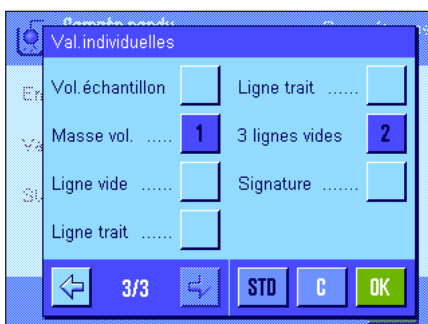 Val.individuelles
Vol.échantillon
Masse vol. ..... 1
Ligne vide ......
Ligne trait ......
Ligne trait ......
3 lignes vides 2
Signature .......
3/3
STD C OK